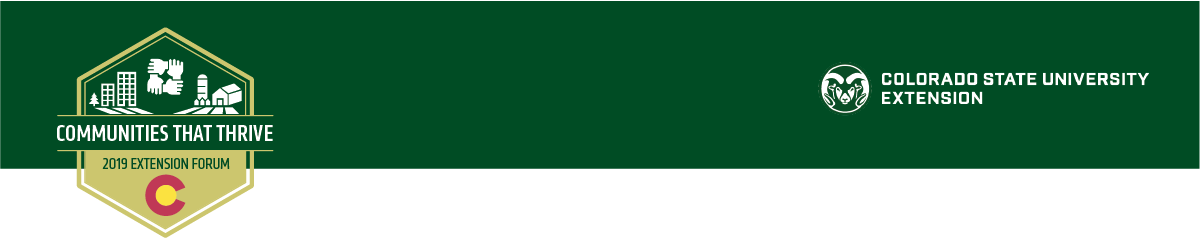 COMMUNITIES THAT THRIVE
2019 EXTENSION FORUM
COLORADO STATE UNIVERSITY
EXTENSION